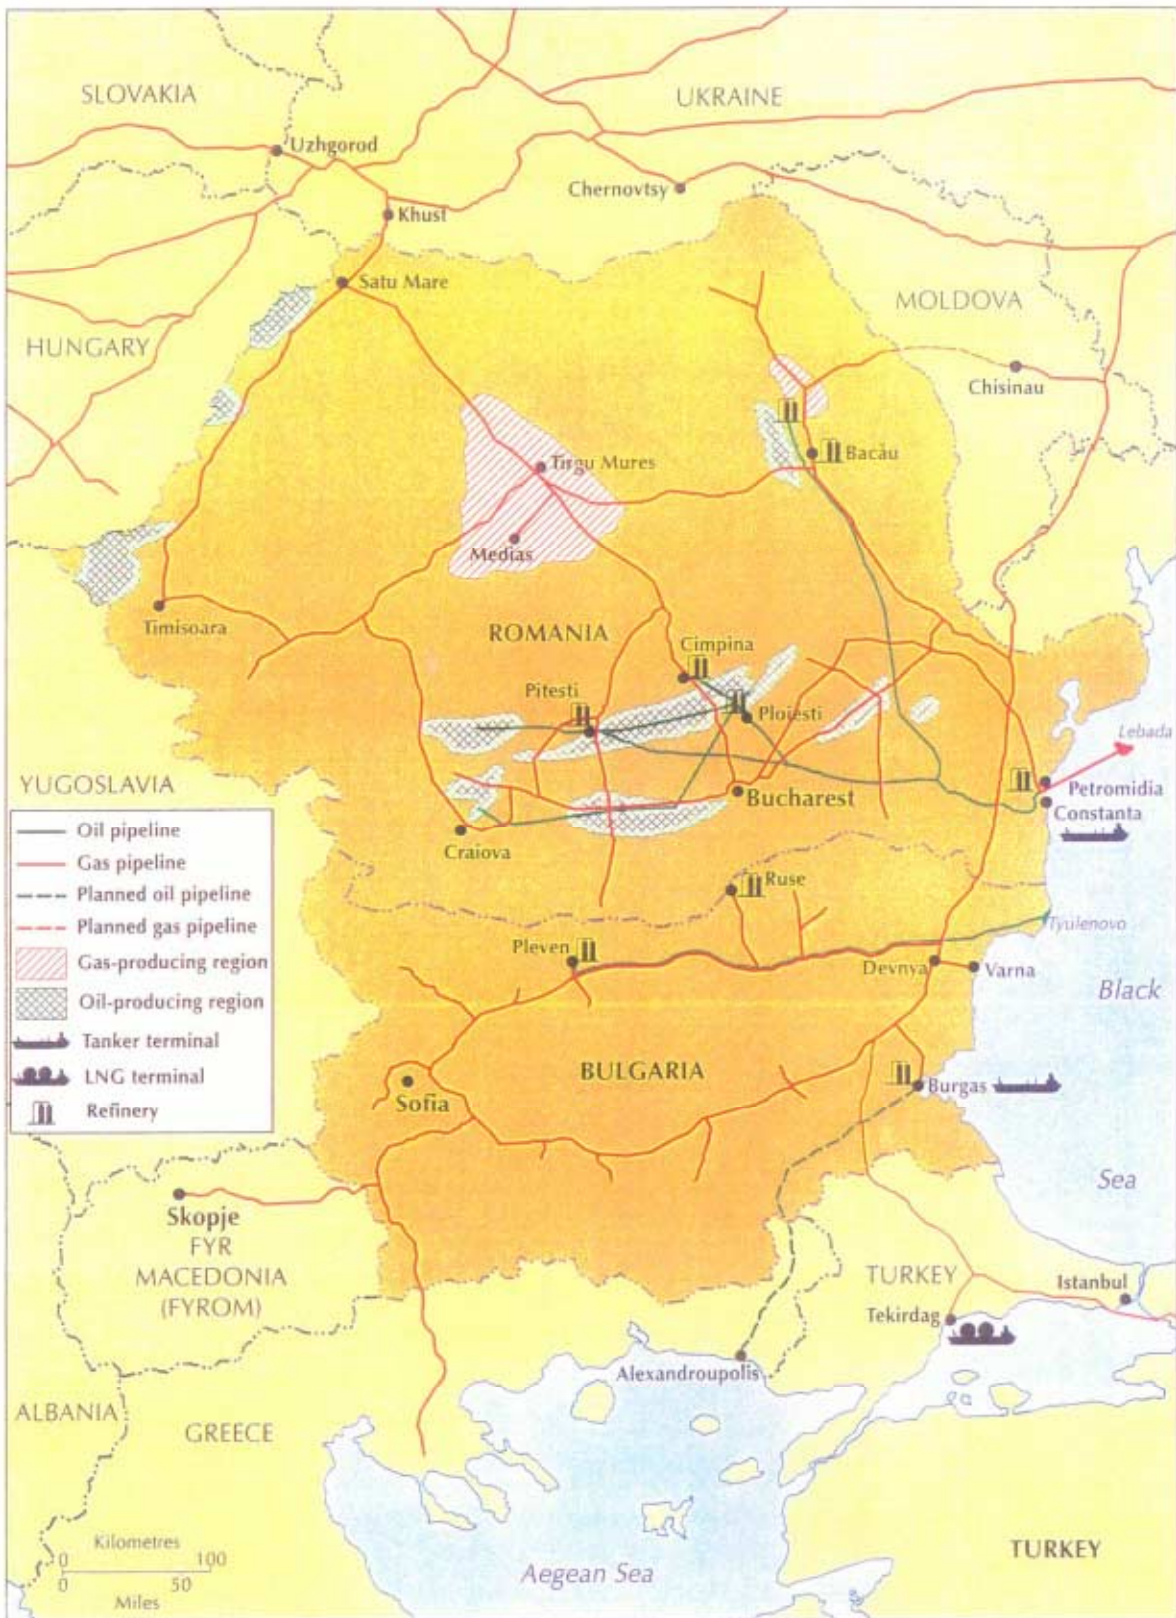 SLOVAKIA
UKRAINE
Uzhgorod
Chernovtsy
Khust
Satu Mare
MOLDOVA
HUNGARY
Chisinau
Bacău
Tirgu Mures
Medias
Timisoara
ROMANIA
Cimpina
Pitesti
Ploiesti
Lebada
YUGOSLAVIA
Petromidia
Bucharest
Constanta
Oil pipeline
Craiova
Gas pipeline
Ruse
Planned oil pipeline
Tyulenovo
Planned gas pipeline
Pleven
Gas-producing region
Devnya
Varna
Oil-producing region
Black
Tanker terminal
LNG terminal
BULGARIA
Burgas
Refinery
Sofia
Sea
Skopje
FYR
MACEDONIA
(FYROM)
TURKEY
Istanbul
Tekirdag
Alexandroupolis
ALBANIA
GREECE
Kilometres
0 100
0 50
Miles
Aegean Sea
TURKEY